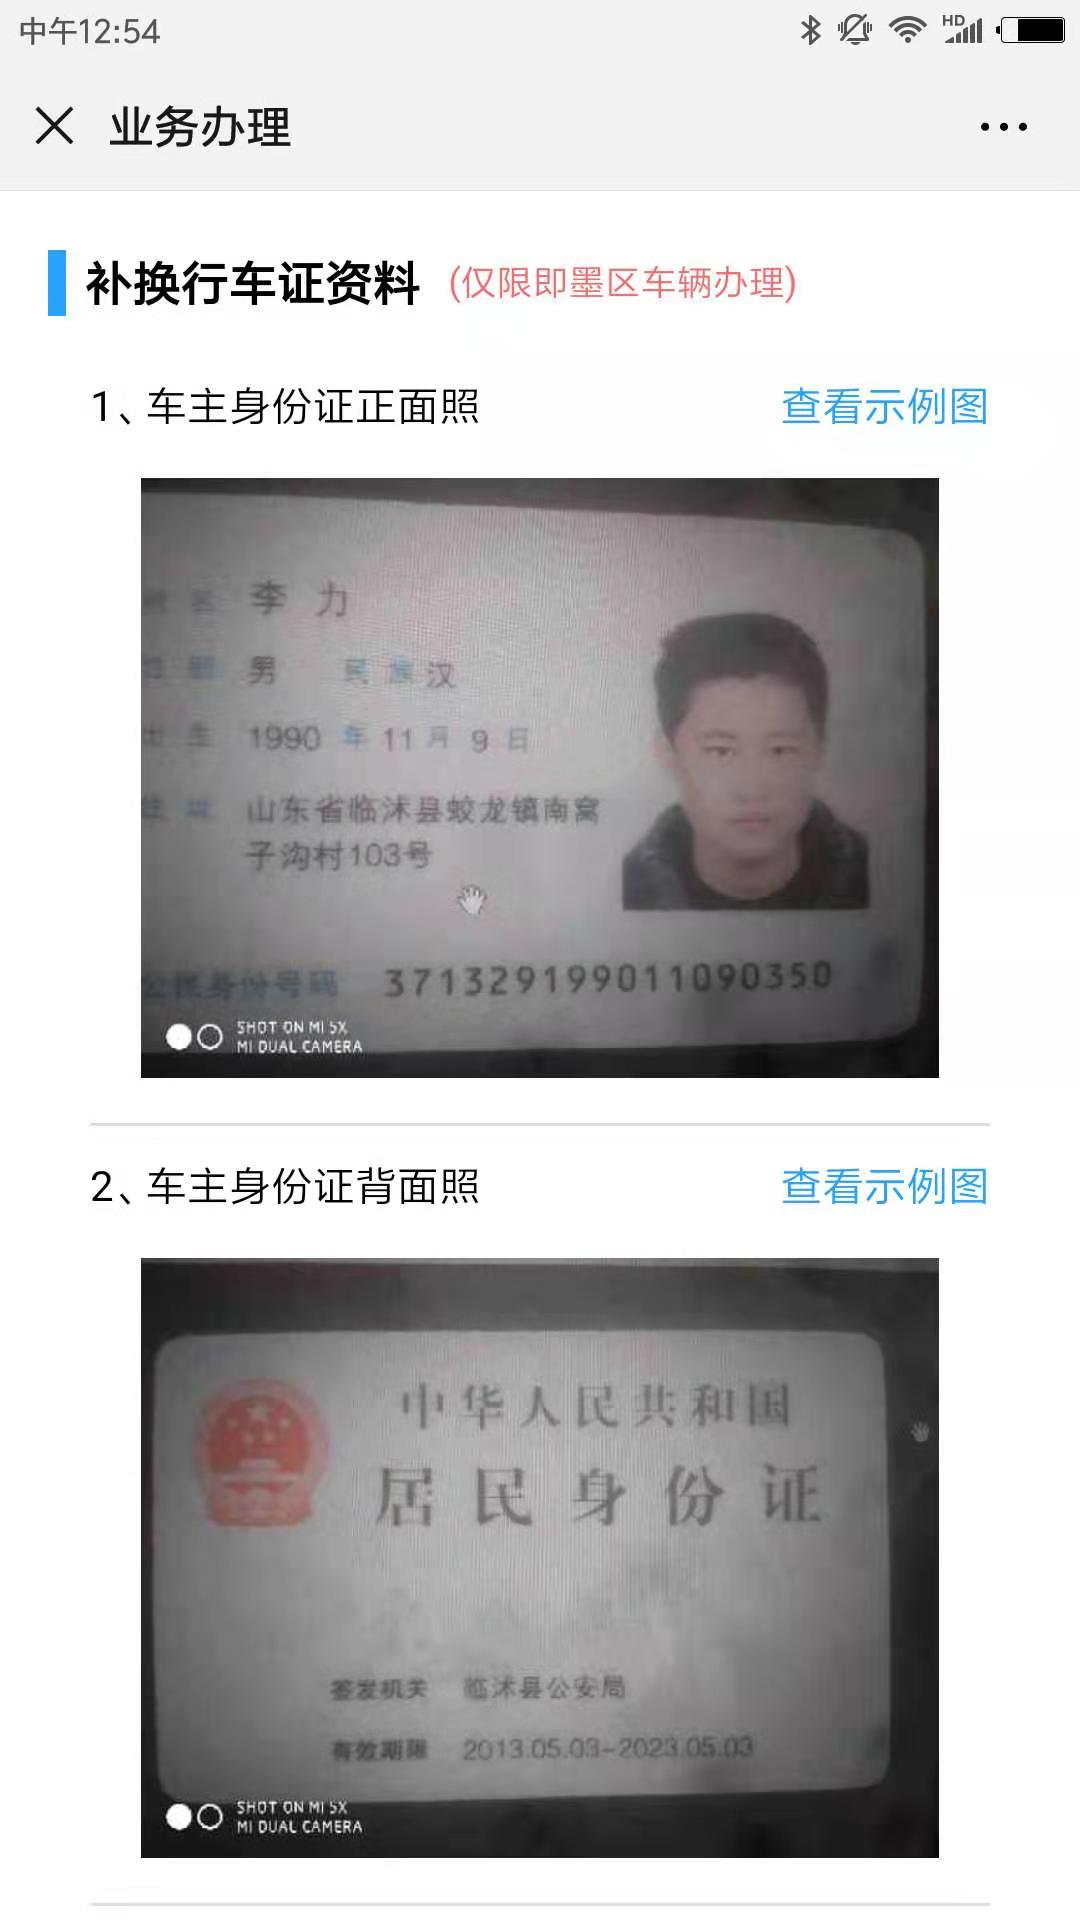 中午12:54
HD
业务办理
补换行车证资料 (仅限即墨区车辆办理)
1、车主身份证正面照 查看示例图
姓 名 李 力
性 别 男 民 族 汉
出 生 1990 年 11 月 9 日
住 址 山东省临沭县蛟龙镇南窝
子沟村103号
公民身份号码 371329199011090350
SHOT ON MI 5X
MI DUAL CAMERA
2、车主身份证背面照 查看示例图
中华人民共和国
居民身份证
签发机关 临沭县公安局
有效期限 2013.05.03-2023.05.03
SHOT ON MI 5X
MI DUAL CAMERA